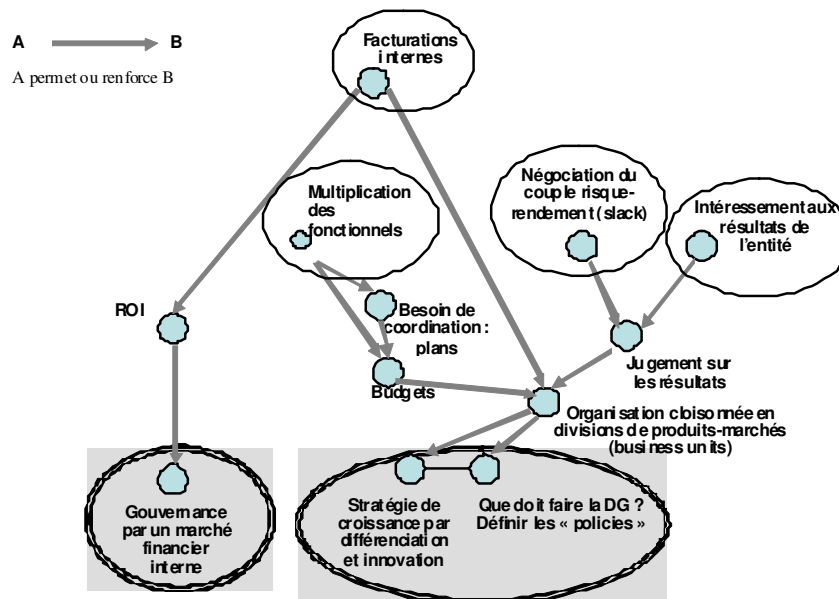 A B
A permet ou renforce B
Facturations
internes
Multiplication
des
fonctionnels
Négociation du
couple risque-
rendement (slack)
Intéressement aux
résultats de
l'entité
ROI
Besoin de
coordination :
plans
Budgets
Jugement sur
les résultats
Organisation cloisonnée en
divisions de produits-marchés
(business units)
Gouvernance
par un marché
financier
interne
Stratégie de
croissance par
différenciation
et innovation
Que doit faire la DG ?
Définir les « policies »